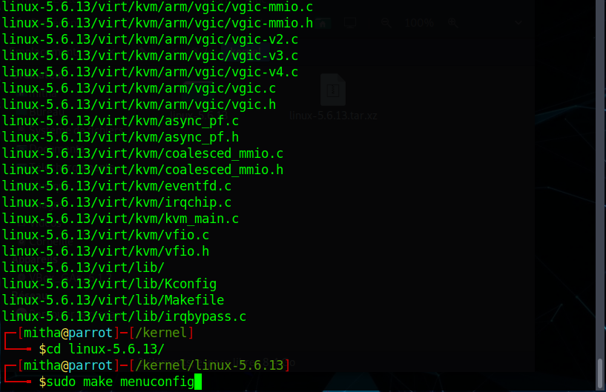 linux-5.6.13/virt/kvm/arm/vgic/vgic-mmio.c
linux-5.6.13/virt/kvm/arm/vgic/vgic-mmio.h
linux-5.6.13/virt/kvm/arm/vgic/vgic-v2.c
linux-5.6.13/virt/kvm/arm/vgic/vgic-v3.c
linux-5.6.13/virt/kvm/arm/vgic/vgic-v4.c
linux-5.6.13/virt/kvm/arm/vgic/vgic.c
linux-5.6.13/virt/kvm/arm/vgic/vgic.h
linux-5.6.13/virt/kvm/async_pf.c
linux-5.6.13/virt/kvm/async_pf.h
linux-5.6.13/virt/kvm/coalesced_mmio.c
linux-5.6.13/virt/kvm/coalesced_mmio.h
linux-5.6.13/virt/kvm/eventfd.c
linux-5.6.13/virt/kvm/irqchip.c
linux-5.6.13/virt/kvm/kvm_main.c
linux-5.6.13/virt/kvm/vfio.c
linux-5.6.13/virt/kvm/vfio.h
linux-5.6.13/virt/lib/
linux-5.6.13/virt/lib/Kconfig
linux-5.6.13/virt/lib/Makefile
linux-5.6.13/virt/lib/irqbypass.c
┌─[mitha@parrot]─[/kernel]
└──╼ $cd linux-5.6.13/
┌─[mitha@parrot]─[/kernel/linux-5.6.13]
└──╼ $sudo make menuconfig
linux-5.6.13.tar.xz